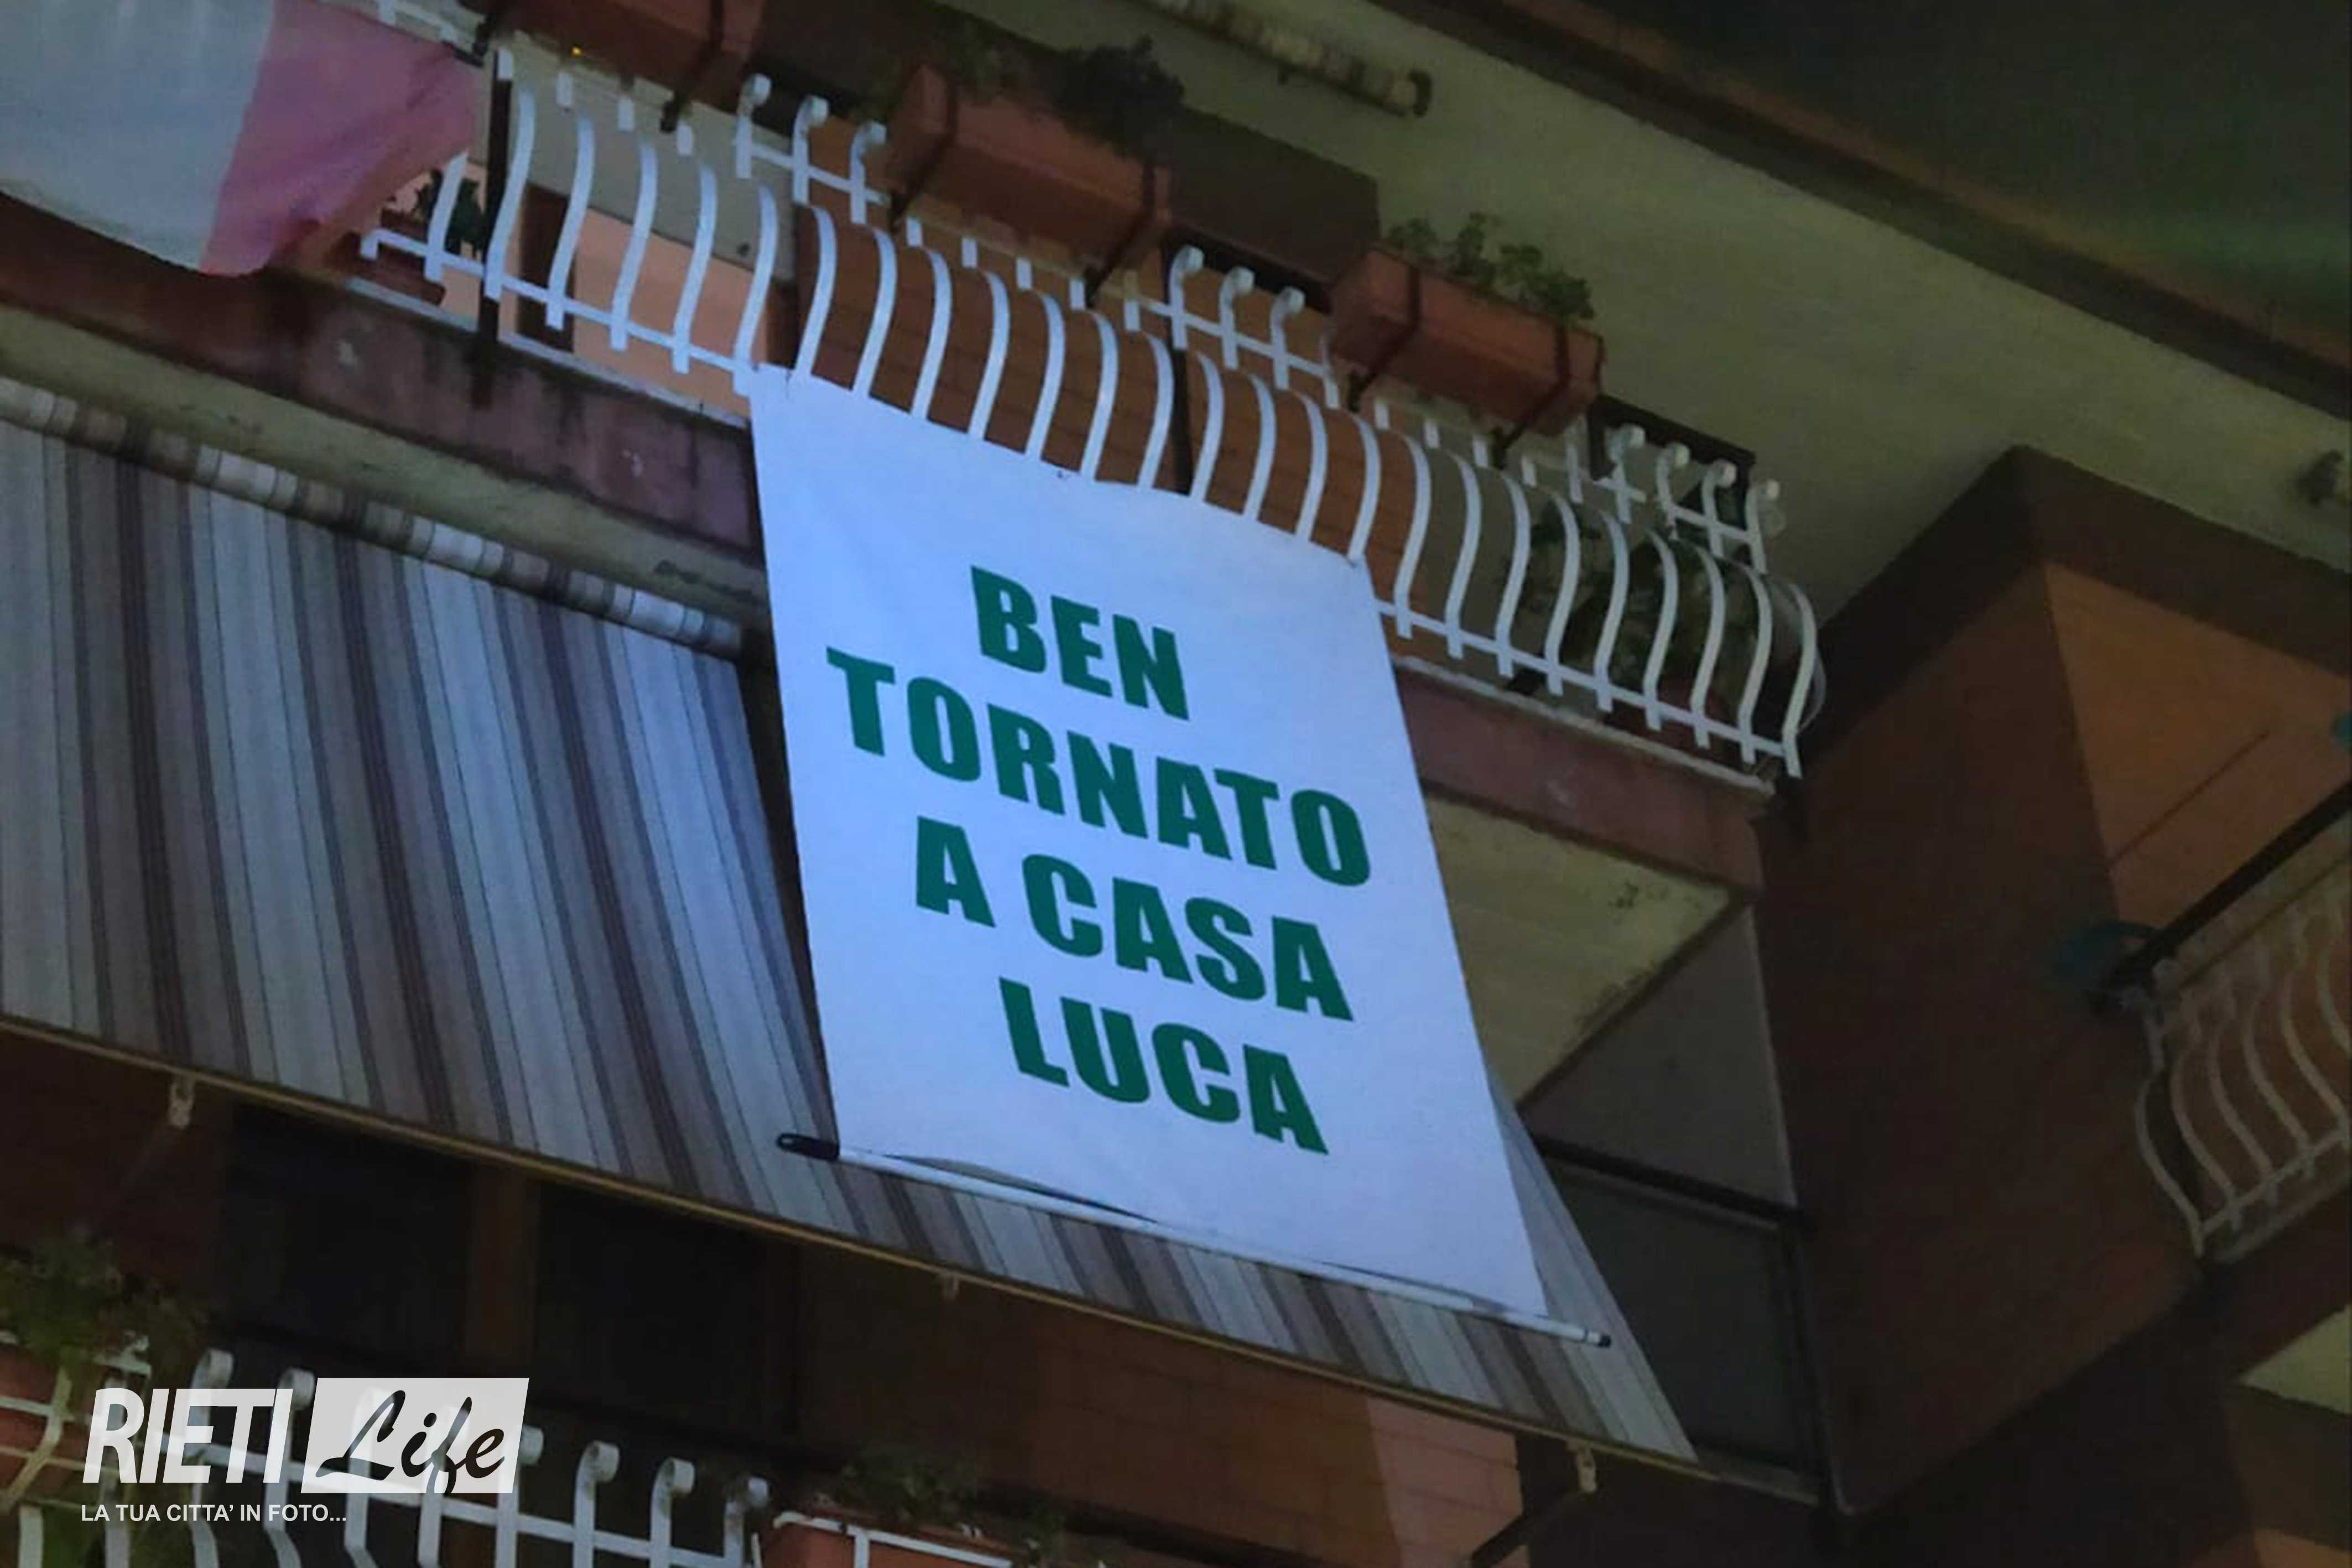 BEN
TORNATO
A CASA
LUCA
RIETI Life
LA TUA CITTA' IN FOTO...